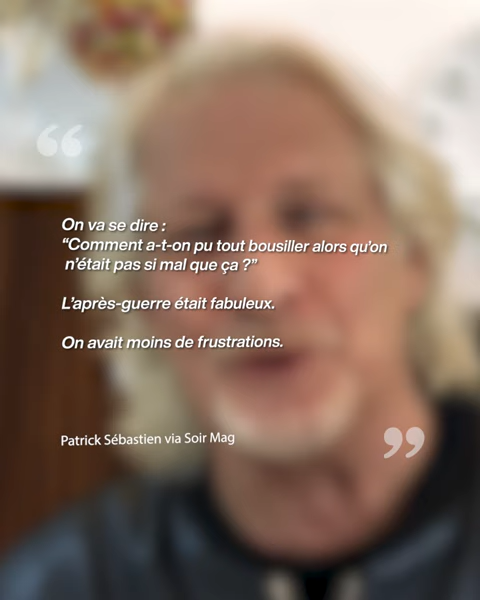 “
On va se dire :
“Comment a-t-on pu tout bousiller alors qu’on
n’était pas si mal que ça ?”
L’après-guerre était fabuleux.
On avait moins de frustrations.
Patrick Sébastien via Soir Mag
”